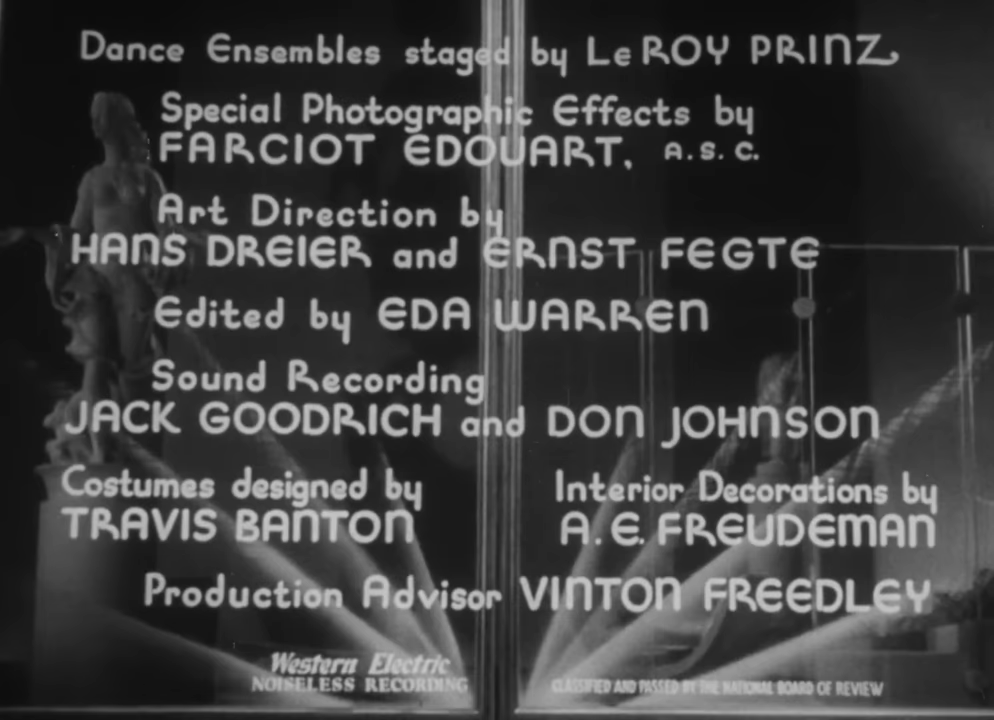 Dance Ensembles staged by LeROY PRINZ
Special Photographic Effects by
FARCIOT EDOUART, A.S.C.
Art Direction by
HANS DREIER and ERNST FEGTE
Edited by EDA WARREN
Sound Recording
JACK GOODRICH and DON JOHNSON
Costumes designed by
TRAVIS BANTON
Interior Decorations by
A.E. FREUDEMAN
Production Advisor VINTON FREEDLEY
Western Electric
NOISELESS RECORDING
CLASSIFIED AND PASSED BY THE NATIONAL BOARD OF REVIEW